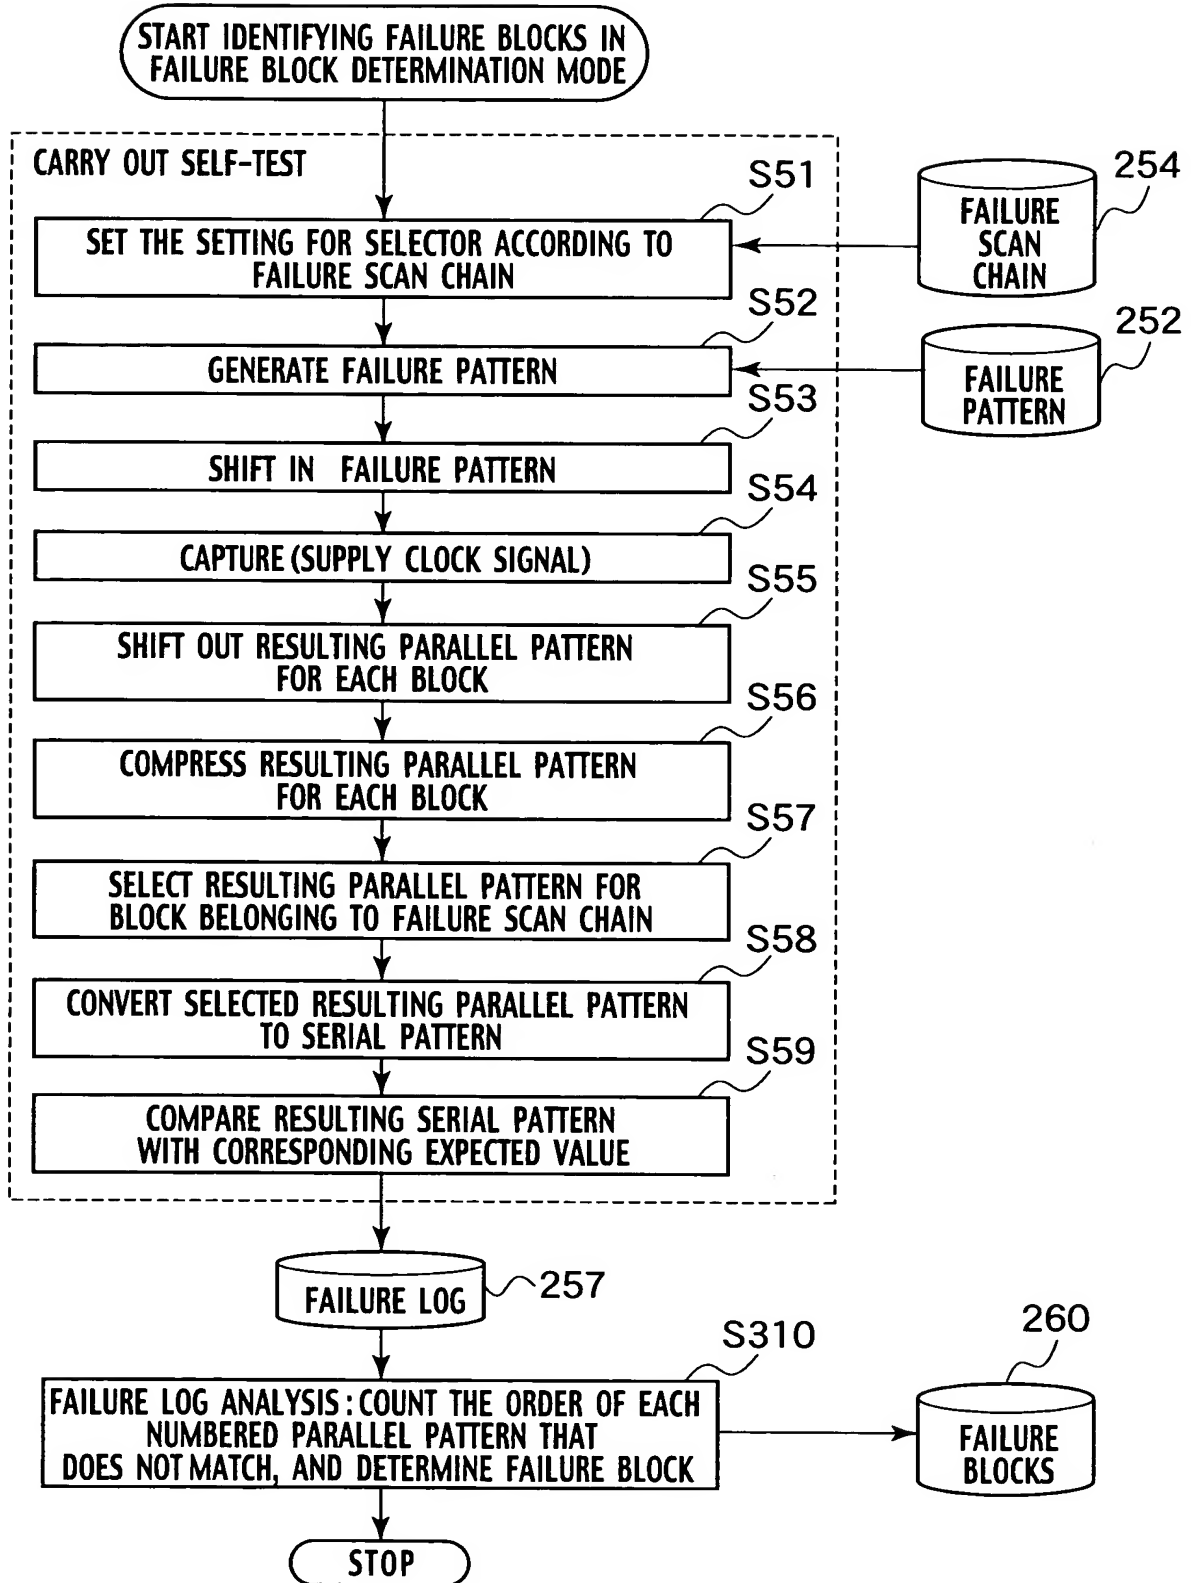 START IDENTIFYING FAILURE BLOCKS IN
FAILURE BLOCK DETERMINATION MODE
CARRY OUT SELF-TEST
S51
254
SET THE SETTING FOR SELECTOR ACCORDING TO
FAILURE SCAN CHAIN
FAILURE
SCAN
CHAIN
S52
252
GENERATE FAILURE PATTERN
FAILURE
PATTERN
S53
SHIFT IN FAILURE PATTERN
S54
CAPTURE (SUPPLY CLOCK SIGNAL)
S55
SHIFT OUT RESULTING PARALLEL PATTERN
FOR EACH BLOCK
S56
COMPRESS RESULTING PARALLEL PATTERN
FOR EACH BLOCK
S57
SELECT RESULTING PARALLEL PATTERN FOR
BLOCK BELONGING TO FAILURE SCAN CHAIN
S58
CONVERT SELECTED RESULTING PARALLEL PATTERN
TO SERIAL PATTERN
S59
COMPARE RESULTING SERIAL PATTERN
WITH CORRESPONDING EXPECTED VALUE
FAILURE LOG
257
S310
260
FAILURE LOG ANALYSIS : COUNT THE ORDER OF EACH
NUMBERED PARALLEL PATTERN THAT
DOES NOT MATCH, AND DETERMINE FAILURE BLOCK
FAILURE
BLOCKS
STOP